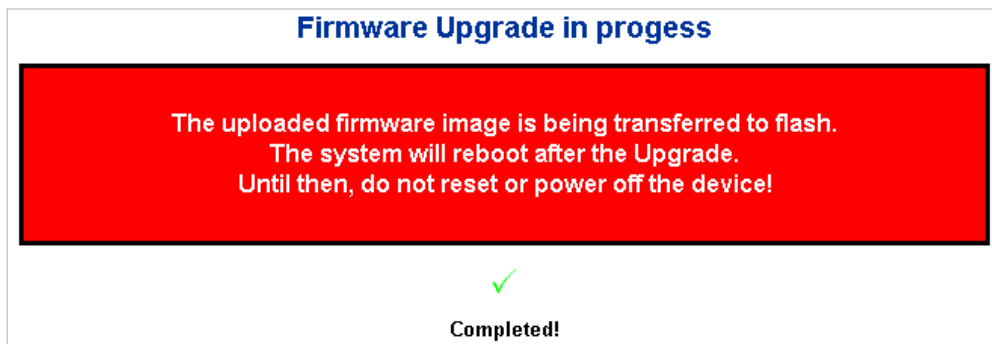 Firmware Upgrade in progess
The uploaded firmware image is being transferred to flash.
The system will reboot after the Upgrade.
Until then, do not reset or power off the device!
Completed!